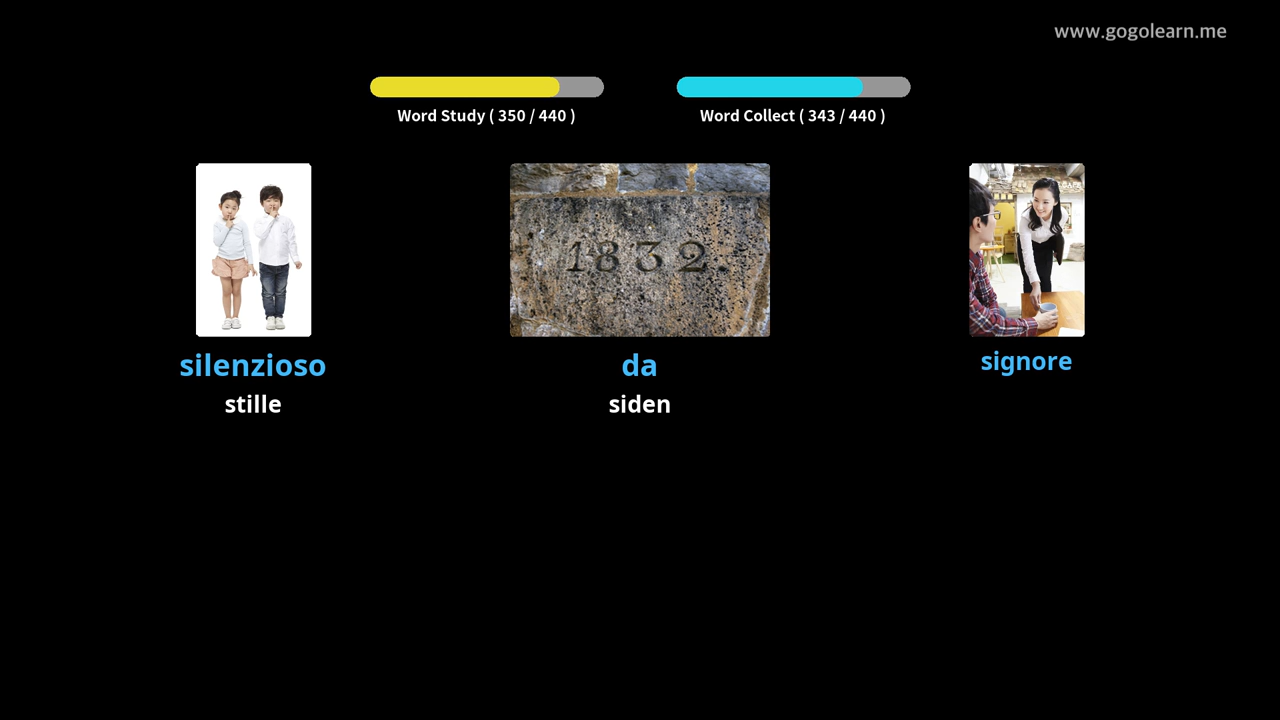 www.gogolearn.me
Word Study ( 350 / 440 )
Word Collect ( 343 / 440 )
1832
silenzioso
da
signore
stille
siden